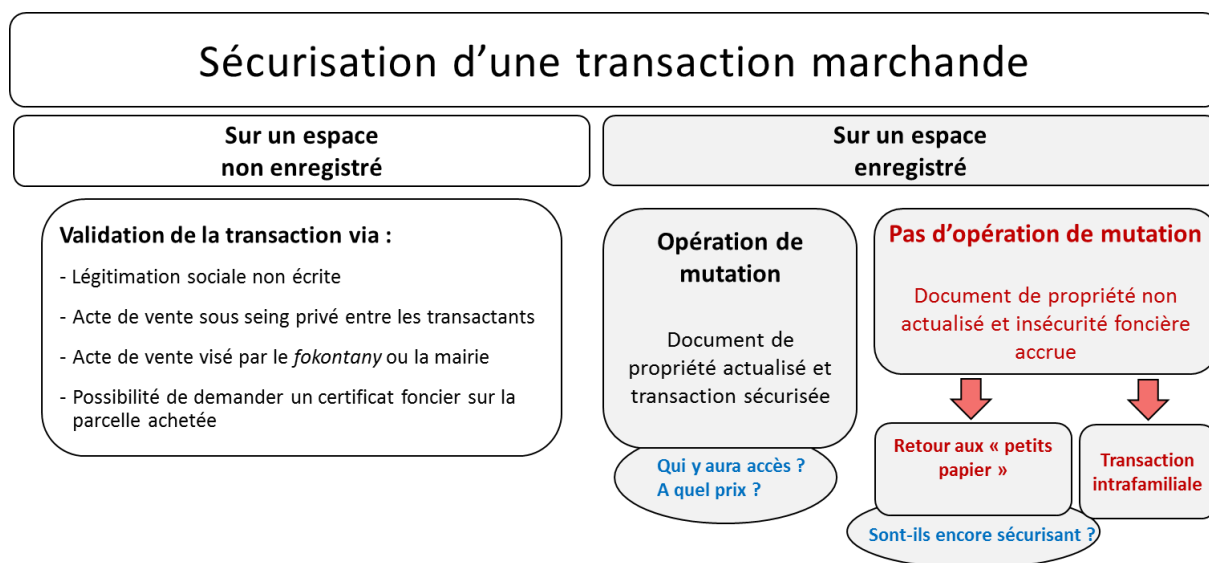 Sécurisation d’une transaction marchande
Sur un espace
non enregistré
Sur un espace
enregistré
Validation de la transaction via :
- Légitimation sociale non écrite
- Acte de vente sous seing privé entre les transactants
- Acte de vente visé par le fokontany ou la mairie
- Possibilité de demander un certificat foncier sur la
parcelle achetée
Opération de
mutation
Document de
propriété actualisé et
transaction sécurisée
Qui y aura accès ?
A quel prix ?
Pas d’opération de mutation
Document de propriété non
actualisé et insécurité foncière
accrue
Retour aux « petits
papier »
Sont-ils encore sécurisant ?
Transaction
intrafamiliale